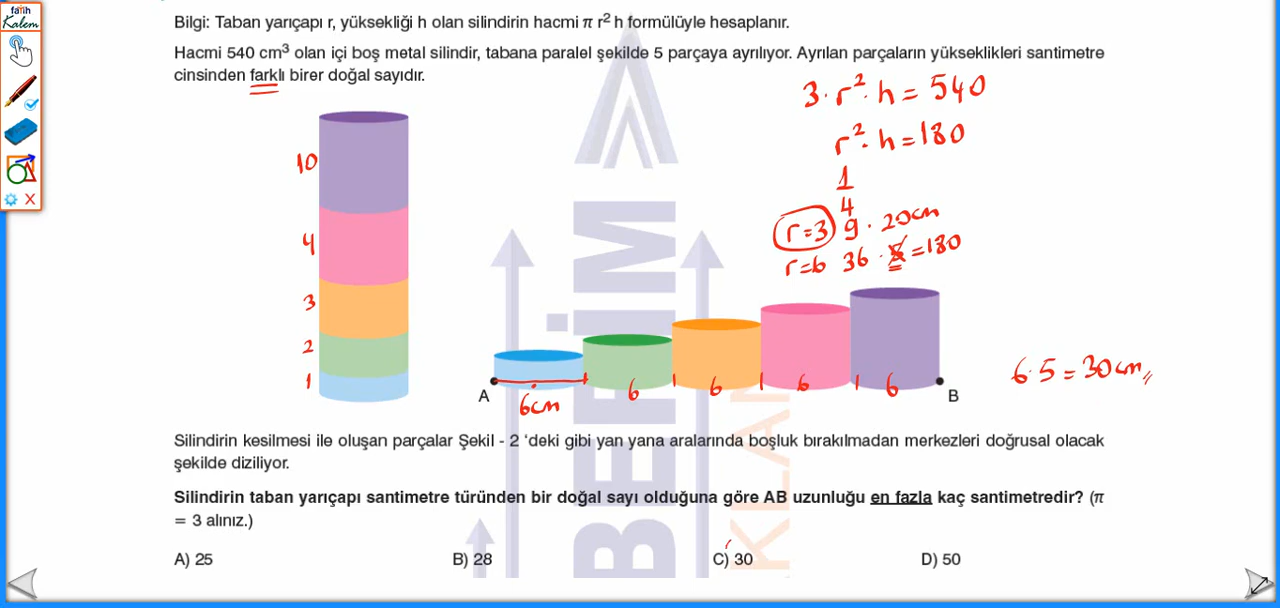 fatih
Kalem
Bilgi: Taban yarıçapı r, yüksekliği h olan silindirin hacmi π r² h formülüyle hesaplanır.
Hacmi 540 cm³ olan içi boş metal silindir, tabana paralel şekilde 5 parçaya ayrılıyor. Ayrılan parçaların yükseklikleri santimetre
cinsinden farklı birer doğal sayıdır.
3·r²·h=540
r²·h=180
1
4
r=3 9·20cm
r=6 36·5=180
10
4
3
2
1
A
6cm
6
6
6
6
B
6·5=30cm
Silindirin kesilmesi ile oluşan parçalar Şekil - 2 'deki gibi yan yana aralarında boşluk bırakılmadan merkezleri doğrusal olacak
şekilde diziliyor.
Silindirin taban yarıçapı santimetre türünden bir doğal sayı olduğuna göre AB uzunluğu en fazla kaç santimetredir? (π
= 3 alınız.)
A) 25
B) 28
C) 30
D) 50